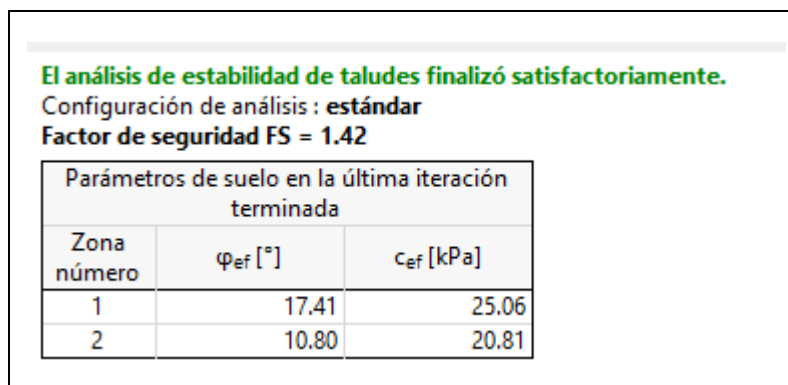 El análisis de estabilidad de taludes finalizó satisfactoriamente.
Configuración de análisis : estándar
Factor de seguridad FS = 1.42
Parámetros de suelo en la última iteración
terminada
Zona
número φef [°] cef [kPa]
1 17.41 25.06
2 10.80 20.81